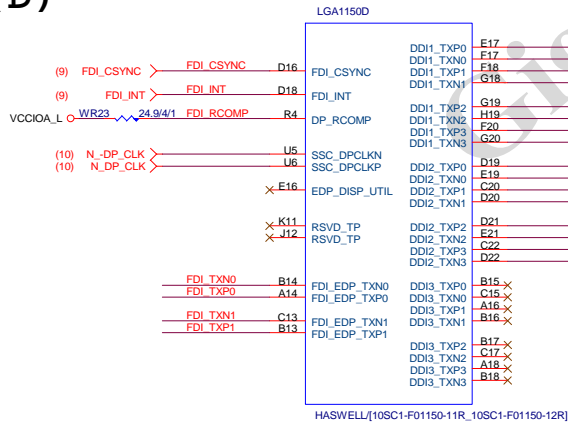 LGA1150D
(9) FDI_CSYNC FDI_CSYNC D16 FDI_CSYNC
(9) FDI_INT FDI_INT D18 FDI_INT
VCCIOA_L WR23 24.9/4/1 FDI_RCOMP R4 DP_RCOMP
(10) N_-DP_CLK U5 SSC_DPCLKN
(10) N_DP_CLK U6 SSC_DPCLKP
E16 EDP_DISP_UTIL
K11 RSVD_TP
J12 RSVD_TP
FDI_TXN0 B14 FDI_EDP_TXN0
FDI_TXP0 A14 FDI_EDP_TXP0
FDI_TXN1 C13 FDI_EDP_TXN1
FDI_TXP1 B13 FDI_EDP_TXP1
DDI1_TXP0 E17
DDI1_TXN0 F17
DDI1_TXP1 F18
DDI1_TXN1 G18
DDI1_TXP2 G19
DDI1_TXN2 H19
DDI1_TXP3 F20
DDI1_TXN3 G20
DDI2_TXP0 D19
DDI2_TXN0 E19
DDI2_TXP1 C20
DDI2_TXN1 D20
DDI2_TXP2 D21
DDI2_TXN2 E21
DDI2_TXP3 C22
DDI2_TXN3 D22
DDI3_TXP0 B15
DDI3_TXN0 C15
DDI3_TXP1 A16
DDI3_TXN1 B16
DDI3_TXP2 B17
DDI3_TXN2 C17
DDI3_TXP3 A18
DDI3_TXN3 B18
HASWELL/[10SC1-F01150-11R_10SC1-F01150-12R]